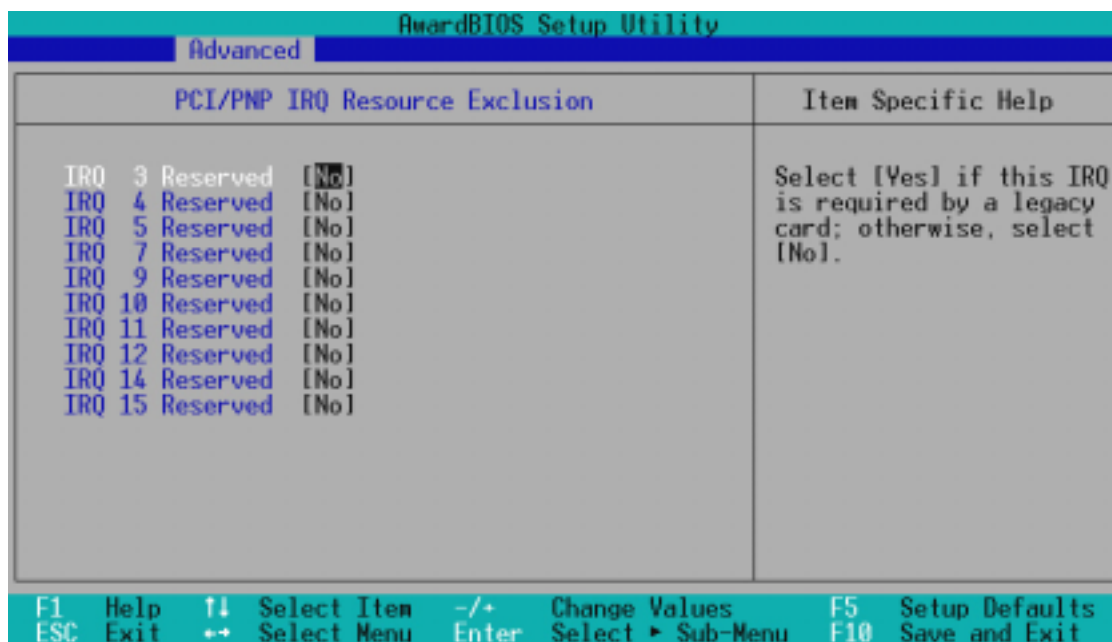 AwardBIOS Setup Utility
Advanced
PCI/PNP IRQ Resource Exclusion
Item Specific Help
IRQ 3 Reserved [No]
IRQ 4 Reserved [No]
IRQ 5 Reserved [No]
IRQ 7 Reserved [No]
IRQ 9 Reserved [No]
IRQ 10 Reserved [No]
IRQ 11 Reserved [No]
IRQ 12 Reserved [No]
IRQ 14 Reserved [No]
IRQ 15 Reserved [No]
Select [Yes] if this IRQ
is required by a legacy
card; otherwise, select
[No].
F1 Help ↑↓ Select Item -/+ Change Values F5 Setup Defaults
ESC Exit ←→ Select Menu Enter Select ► Sub-Menu F10 Save and Exit